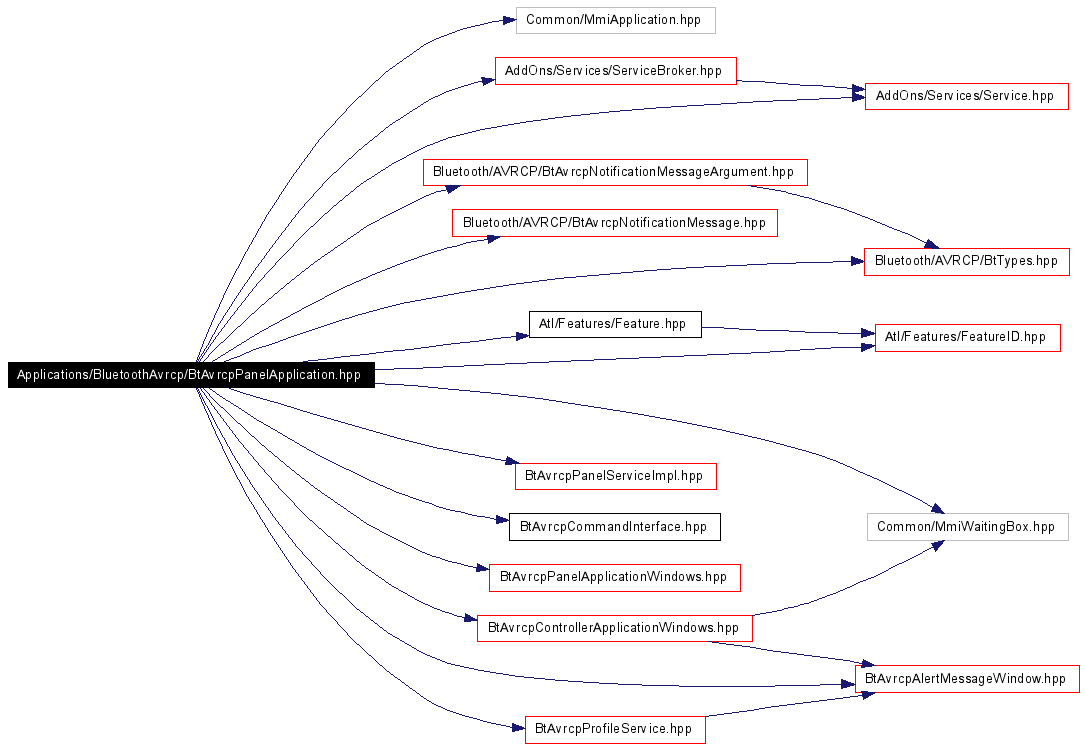 Common/MmiApplication.hpp
AddOns/Services/ServiceBroker.hpp
AddOns/Services/Service.hpp
Bluetooth/AVRCP/BtAvrcpNotificationMessageArgument.hpp
Bluetooth/AVRCP/BtAvrcpNotificationMessage.hpp
Bluetooth/AVRCP/BtTypes.hpp
Atl/Features/Feature.hpp
Atl/Features/FeatureID.hpp
Applications/BluetoothAvrcp/BtAvrcpPanelApplication.hpp
BtAvrcpPanelServiceImpl.hpp
BtAvrcpCommandInterface.hpp
Common/MmiWaitingBox.hpp
BtAvrcpPanelApplicationWindows.hpp
BtAvrcpControllerApplicationWindows.hpp
BtAvrcpAlertMessageWindow.hpp
BtAvrcpProfileService.hpp